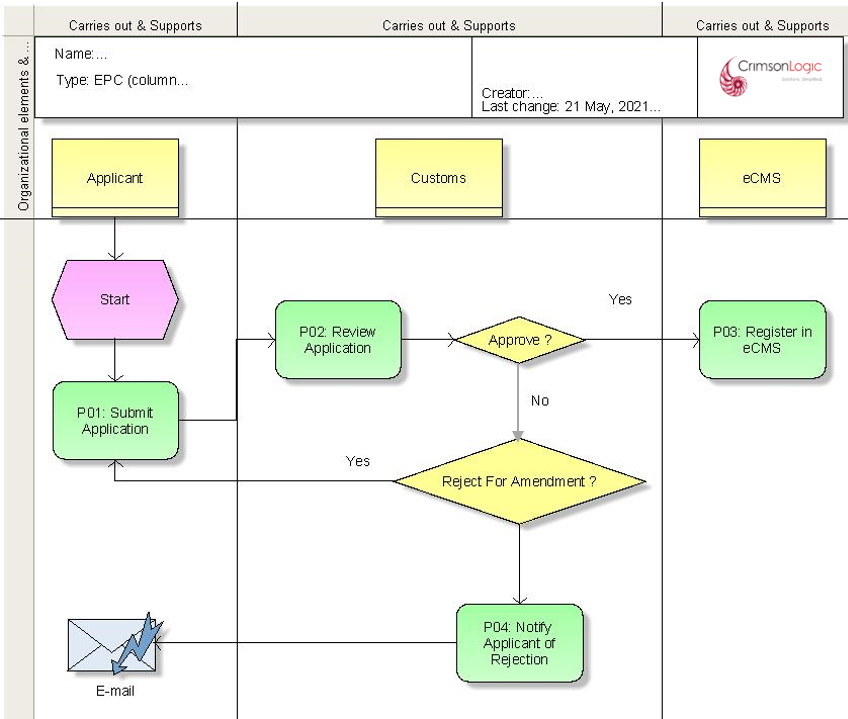 Carries out & Supports
Carries out & Supports
Carries out & Supports
Organizational elements & ...
Name:...
Type: EPC (column...
Creator:...
Last change: 21 May, 2021...
CrimsonLogic
Applicant
Customs
eCMS
Start
P02: Review
Application
Approve ?
Yes
P03: Register in
eCMS
P01: Submit
Application
No
Yes
Reject For Amendment ?
P04: Notify
Applicant of
Rejection
E-mail